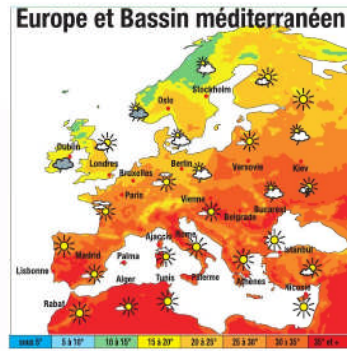 Europe et Bassin méditerranéen
Stockholm
Oslo
Dublin
Londres
Berlin
Bruxelles
Varsovie
Kiev
Paris
Vienne
Bucarest
Belgrade
Ajaccio
Rome
Madrid
Palma
Istanbul
Lisbonne
Alger
Tunis
Palerme
Athènes
Nicosie
Rabat
sous 5°
5 à 10°
10 à 15°
15 à 20°
20 à 25°
25 à 30°
30 à 35°
35° et +